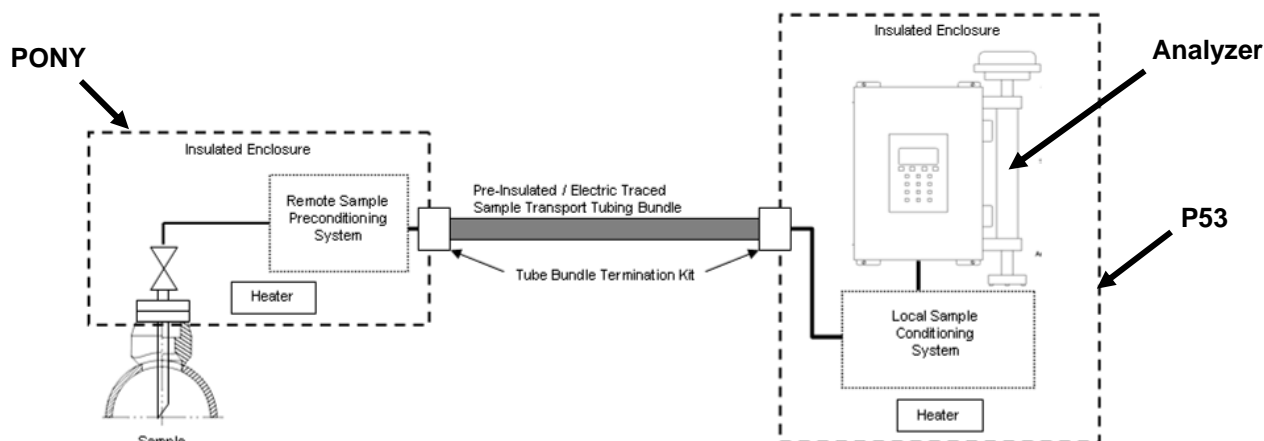 PONY
Insulated Enclosure
Remote Sample
Preconditioning
System
Heater
Pre-Insulated / Electric Traced
Sample Transport Tubing Bundle
Tube Bundle Termination Kit
Insulated Enclosure
Analyzer
P53
Local Sample
Conditioning
System
Heater
Sample